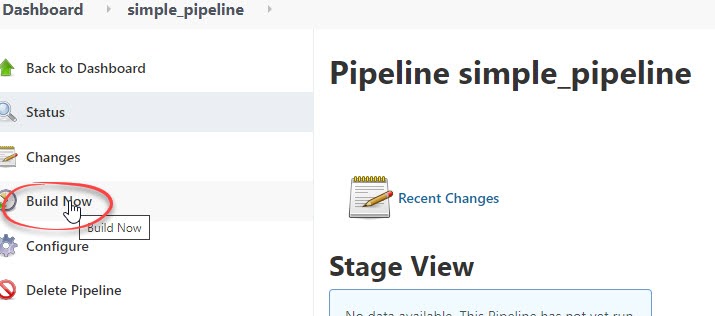 Dashboard simple_pipeline
Back to Dashboard
Status
Changes
Build Now
Build Now
Configure
Delete Pipeline
Pipeline simple_pipeline
Recent Changes
Stage View
No data available. This Pipeline has not yet run.